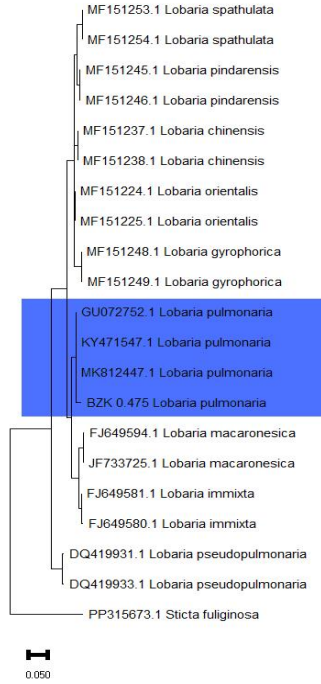 MF151253.1 Lobaria spathulata
MF151254.1 Lobaria spathulata
MF151245.1 Lobaria pindarensis
MF151246.1 Lobaria pindarensis
MF151237.1 Lobaria chinensis
MF151238.1 Lobaria chinensis
MF151224.1 Lobaria orientalis
MF151225.1 Lobaria orientalis
MF151248.1 Lobaria gyrophorica
MF151249.1 Lobaria gyrophorica
GU072752.1 Lobaria pulmonaria
KY471547.1 Lobaria pulmonaria
MK812447.1 Lobaria pulmonaria
BZK 0.475 Lobaria pulmonaria
FJ649594.1 Lobaria macaronesica
JF733725.1 Lobaria macaronesica
FJ649581.1 Lobaria immixta
FJ649580.1 Lobaria immixta
DQ419931.1 Lobaria pseudopulmonaria
DQ419933.1 Lobaria pseudopulmonaria
PP315673.1 Sticta fuliginosa
0.050